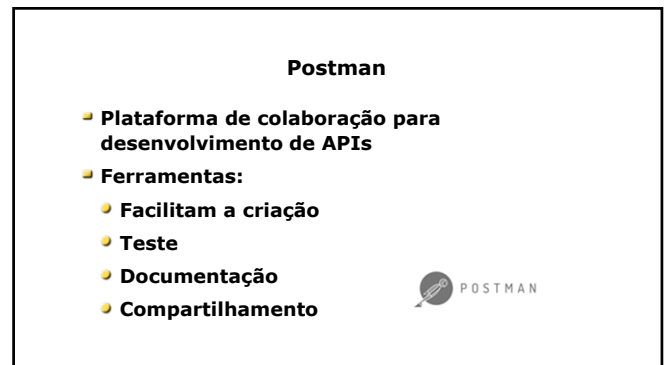 Postman
Plataforma de colaboração para
desenvolvimento de APIs
Ferramentas:
Facilitam a criação
Teste
Documentação
Compartilhamento
POSTMAN